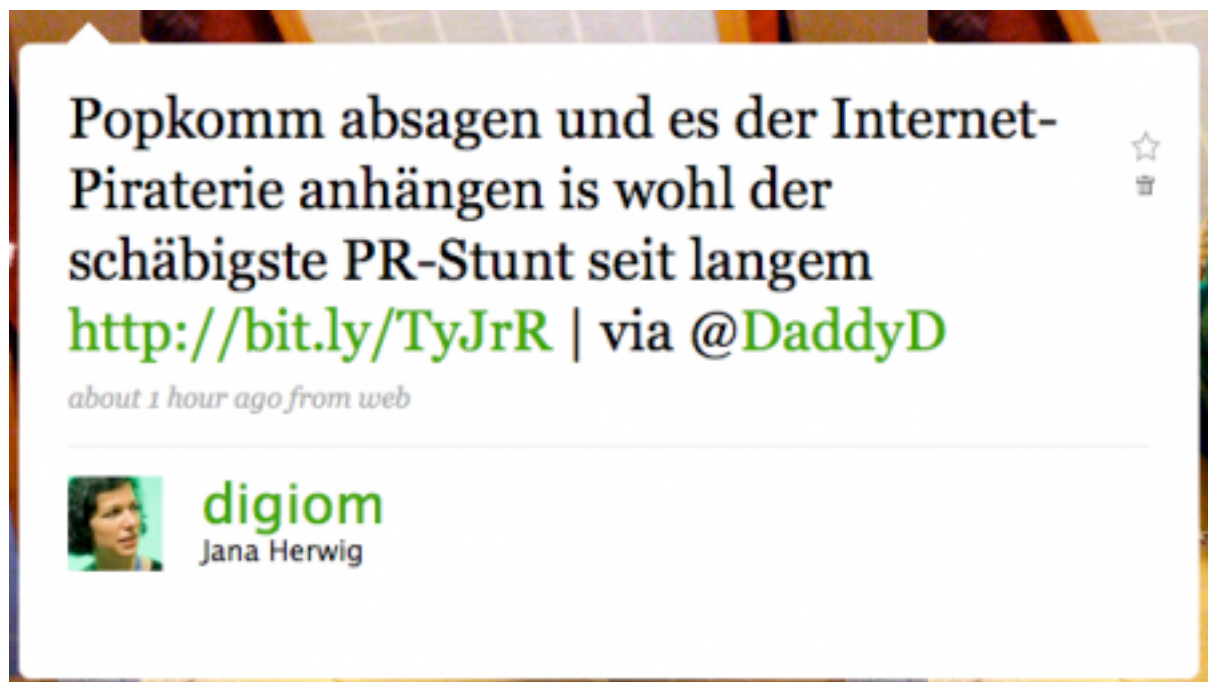 Popkomm absagen und es der Internet-
Piraterie anhängen is wohl der
schäbigste PR-Stunt seit langem
http://bit.ly/TyJrR | via @DaddyD
about 1 hour ago from web
digiom
Jana Herwig